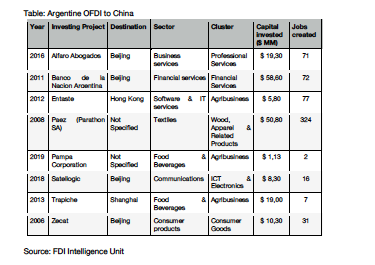 Table: Argentine OFDI to China
Year Investing Project Destination Sector Cluster Capital Jobs
invested created
($ MM)
2016 Alfaro Abogados Beijing Business Professional $ 19,30 71
services Services
2011 Banco de la Beijing Financial services Financial $ 58,60 72
Nacion Argentina Services
2012 Entaste Hong Kong Software & IT Agribusiness $ 5,80 77
services
2008 Paez (Parathon Not Textiles Wood, $ 50,80 324
SA) Specified Apparel &
Related
Products
2019 Pampa Not Food & Agribusiness $ 1,13 2
Corporation Specified Beverages
2018 Satellogic Beijing Communications ICT & $ 8,30 16
Electronics
2013 Trapiche Shanghai Food & Agribusiness $ 19,00 7
Beverages
2006 Zecat Beijing Consumer Consumer $ 10,30 31
products Goods
Source: FDI Intelligence Unit